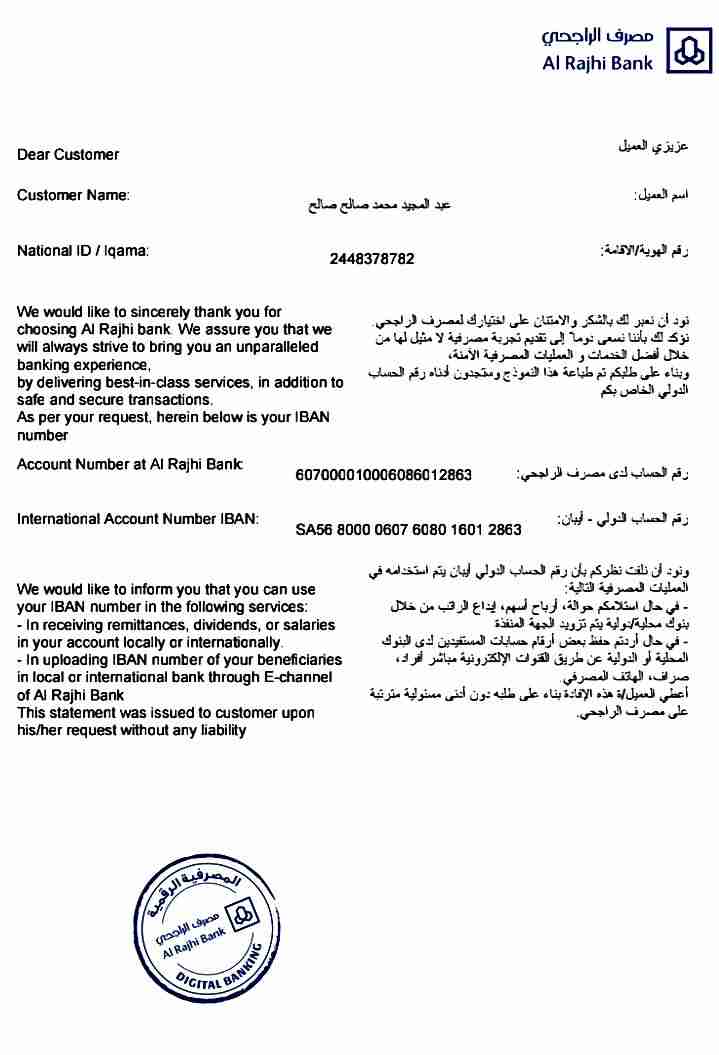 مصرف الراجحي
Al Rajhi Bank
Dear Customer
عزيزي العميل
Customer Name:
عبد المجيد محمد صالح صالح
اسم العميل:
National ID / Iqama:
2448378782
رقم الهوية/الاقامة:
We would like to sincerely thank you for
choosing Al Rajhi bank. We assure you that we
will always strive to bring you an unparalleled
banking experience,
by delivering best-in-class services, in addition to
safe and secure transactions.
As per your request, herein below is your IBAN
number
نود أن نعبر لك بالشكر والامتنان على اختيارك لمصرف الراجحي.
نؤكد لك بأننا نسعى دوما إلى تقديم تجربة مصرفية لا مثيل لها من
خلال أفضل الخدمات و العمليات المصرفية الآمنة,
وبناء على طلبكم تم طباعة هذا النموذج وستجدون أدناه رقم الحساب
الدولي الخاص بكم
Account Number at Al Rajhi Bank:
607000010006086012863
رقم الحساب لدى مصرف الراجحي:
International Account Number IBAN:
SA56 8000 0607 6080 1601 2863
رقم الحساب الدولي - أيبان:
We would like to inform you that you can use
your IBAN number in the following services:
- In receiving remittances, dividends, or salaries
in your account locally or internationally.
- In uploading IBAN number of your beneficiaries
in local or international bank through E-channel
of Al Rajhi Bank
This statement was issued to customer upon
his/her request without any liability
ونود أن نلفت نظركم بأن رقم الحساب الدولي أيبان يتم استخدامه في
العمليات المصرفية التالية:
- في حال استلامكم حوالة، أرباح أسهم، إيداع الراتب من خلال
بنوك محلية/دولية يتم تزويد الجهة المنفذة
- في حال أردتم حفظ بعض أرقام حسابات المستفيدين لدى البنوك
المحلية أو الدولية عن طريق القنوات الإلكترونية مباشر أفراد،
صراف، الهاتف المصرفي.
أعطي العميل/ة هذه الإفادة بناء على طلبه دون أدنى مسئولية مترتبة
على مصرف الراجحي.
المصرفية الرقمية
مصرف الراجحي
Al Rajhi Bank
DIGITAL BANKING